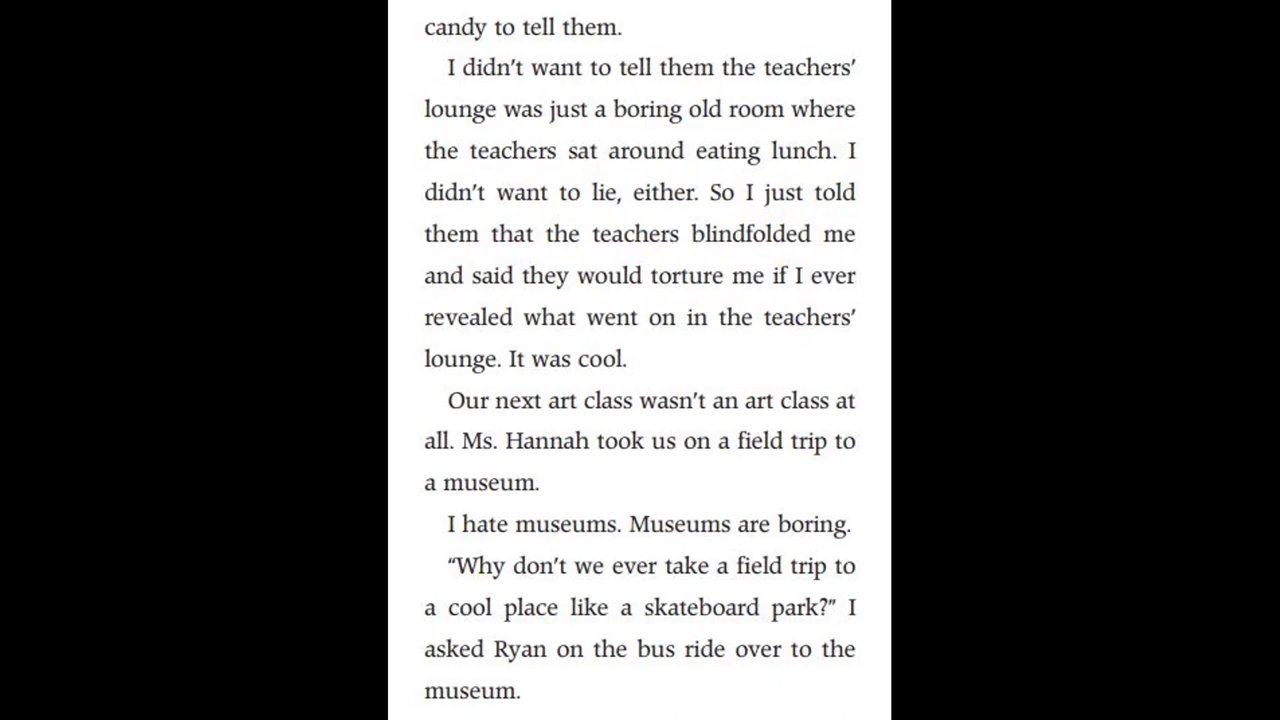 candy to tell them.
I didn’t want to tell them the teachers’
lounge was just a boring old room where
the teachers sat around eating lunch. I
didn’t want to lie, either. So I just told
them that the teachers blindfolded me
and said they would torture me if I ever
revealed what went on in the teachers’
lounge. It was cool.
Our next art class wasn’t an art class at
all. Ms. Hannah took us on a field trip to
a museum.
I hate museums. Museums are boring.
“Why don’t we ever take a field trip to
a cool place like a skateboard park?” I
asked Ryan on the bus ride over to the
museum.